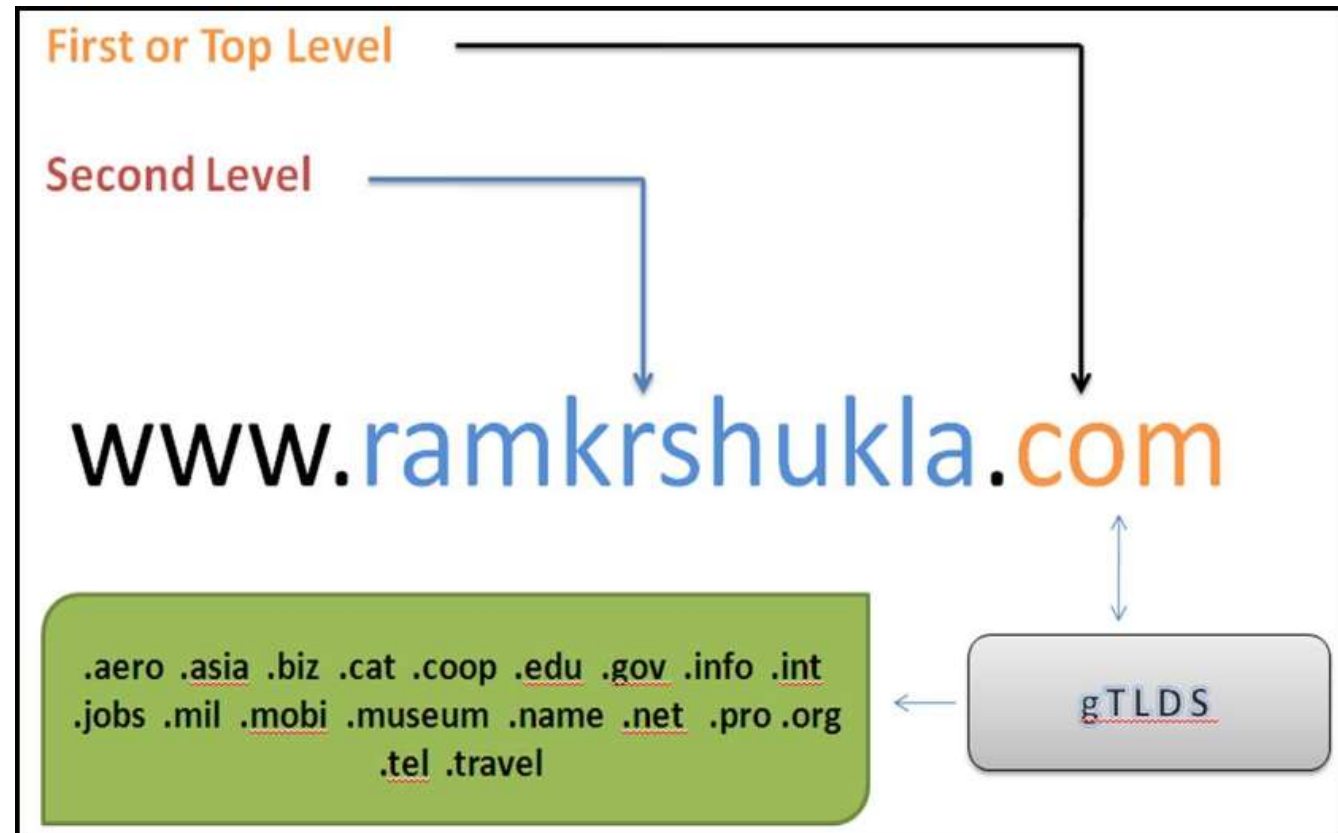 First or Top Level
Second Level
www.ramkrshukla.com
.aero .asia .biz .cat .coop .edu .gov .info .int
.jobs .mil .mobi .museum .name .net .pro .org
.tel .travel
gTLDS